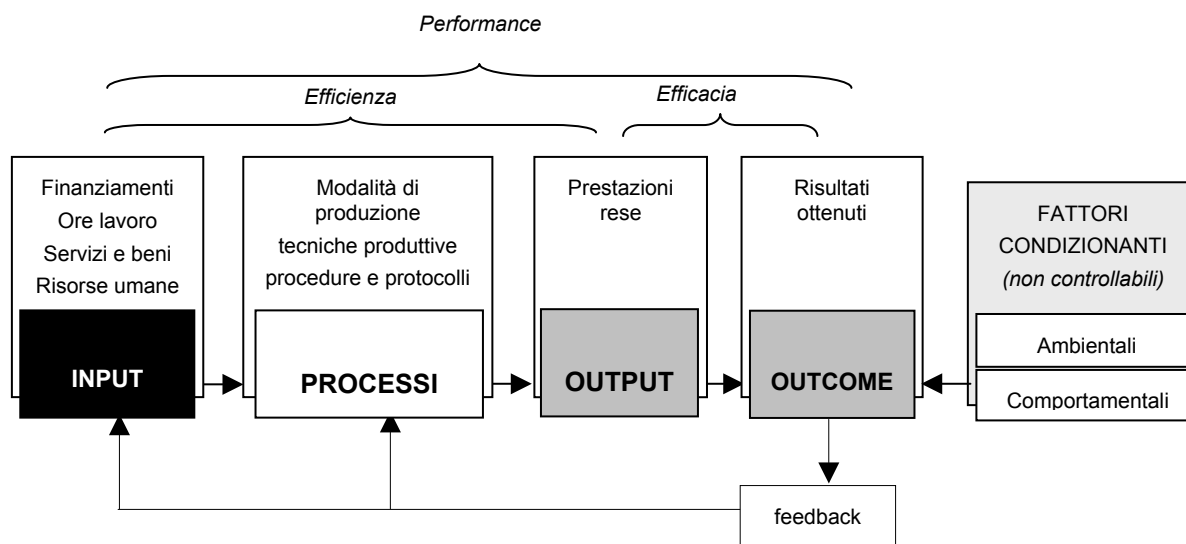 Performance
Efficienza
Efficacia
Finanziamenti
Ore lavoro
Servizi e beni
Risorse umane
INPUT
Modalità di
produzione
tecniche produttive
procedure e protocolli
PROCESSI
Prestazioni
rese
OUTPUT
Risultati
ottenuti
OUTCOME
FATTORI
CONDIZIONANTI
(non controllabili)
Ambientali
Comportamentali
feedback